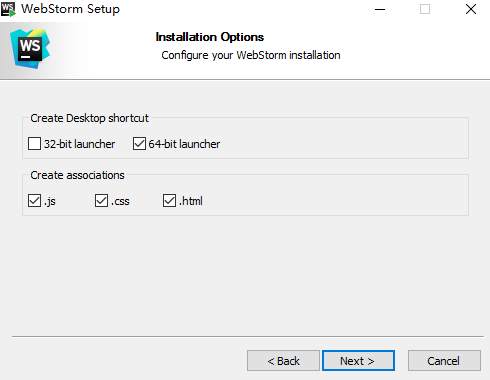 WS WebStorm Setup
WS
Installation Options
Configure your WebStorm installation
Create Desktop shortcut
32-bit launcher 64-bit launcher
Create associations
.js .css .html
< Back Next > Cancel